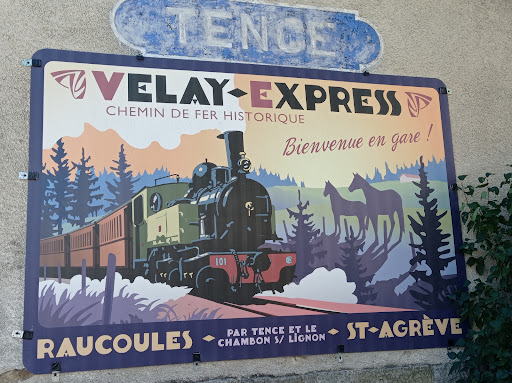 TENCE
VELAY-EXPRESS
CHEMIN DE FER HISTORIQUE
Bienvenue en gare !
101
RAUCOULES - PAR TENCE ET LE CHAMBON S/ LIGNON - ST-AGRÈVE